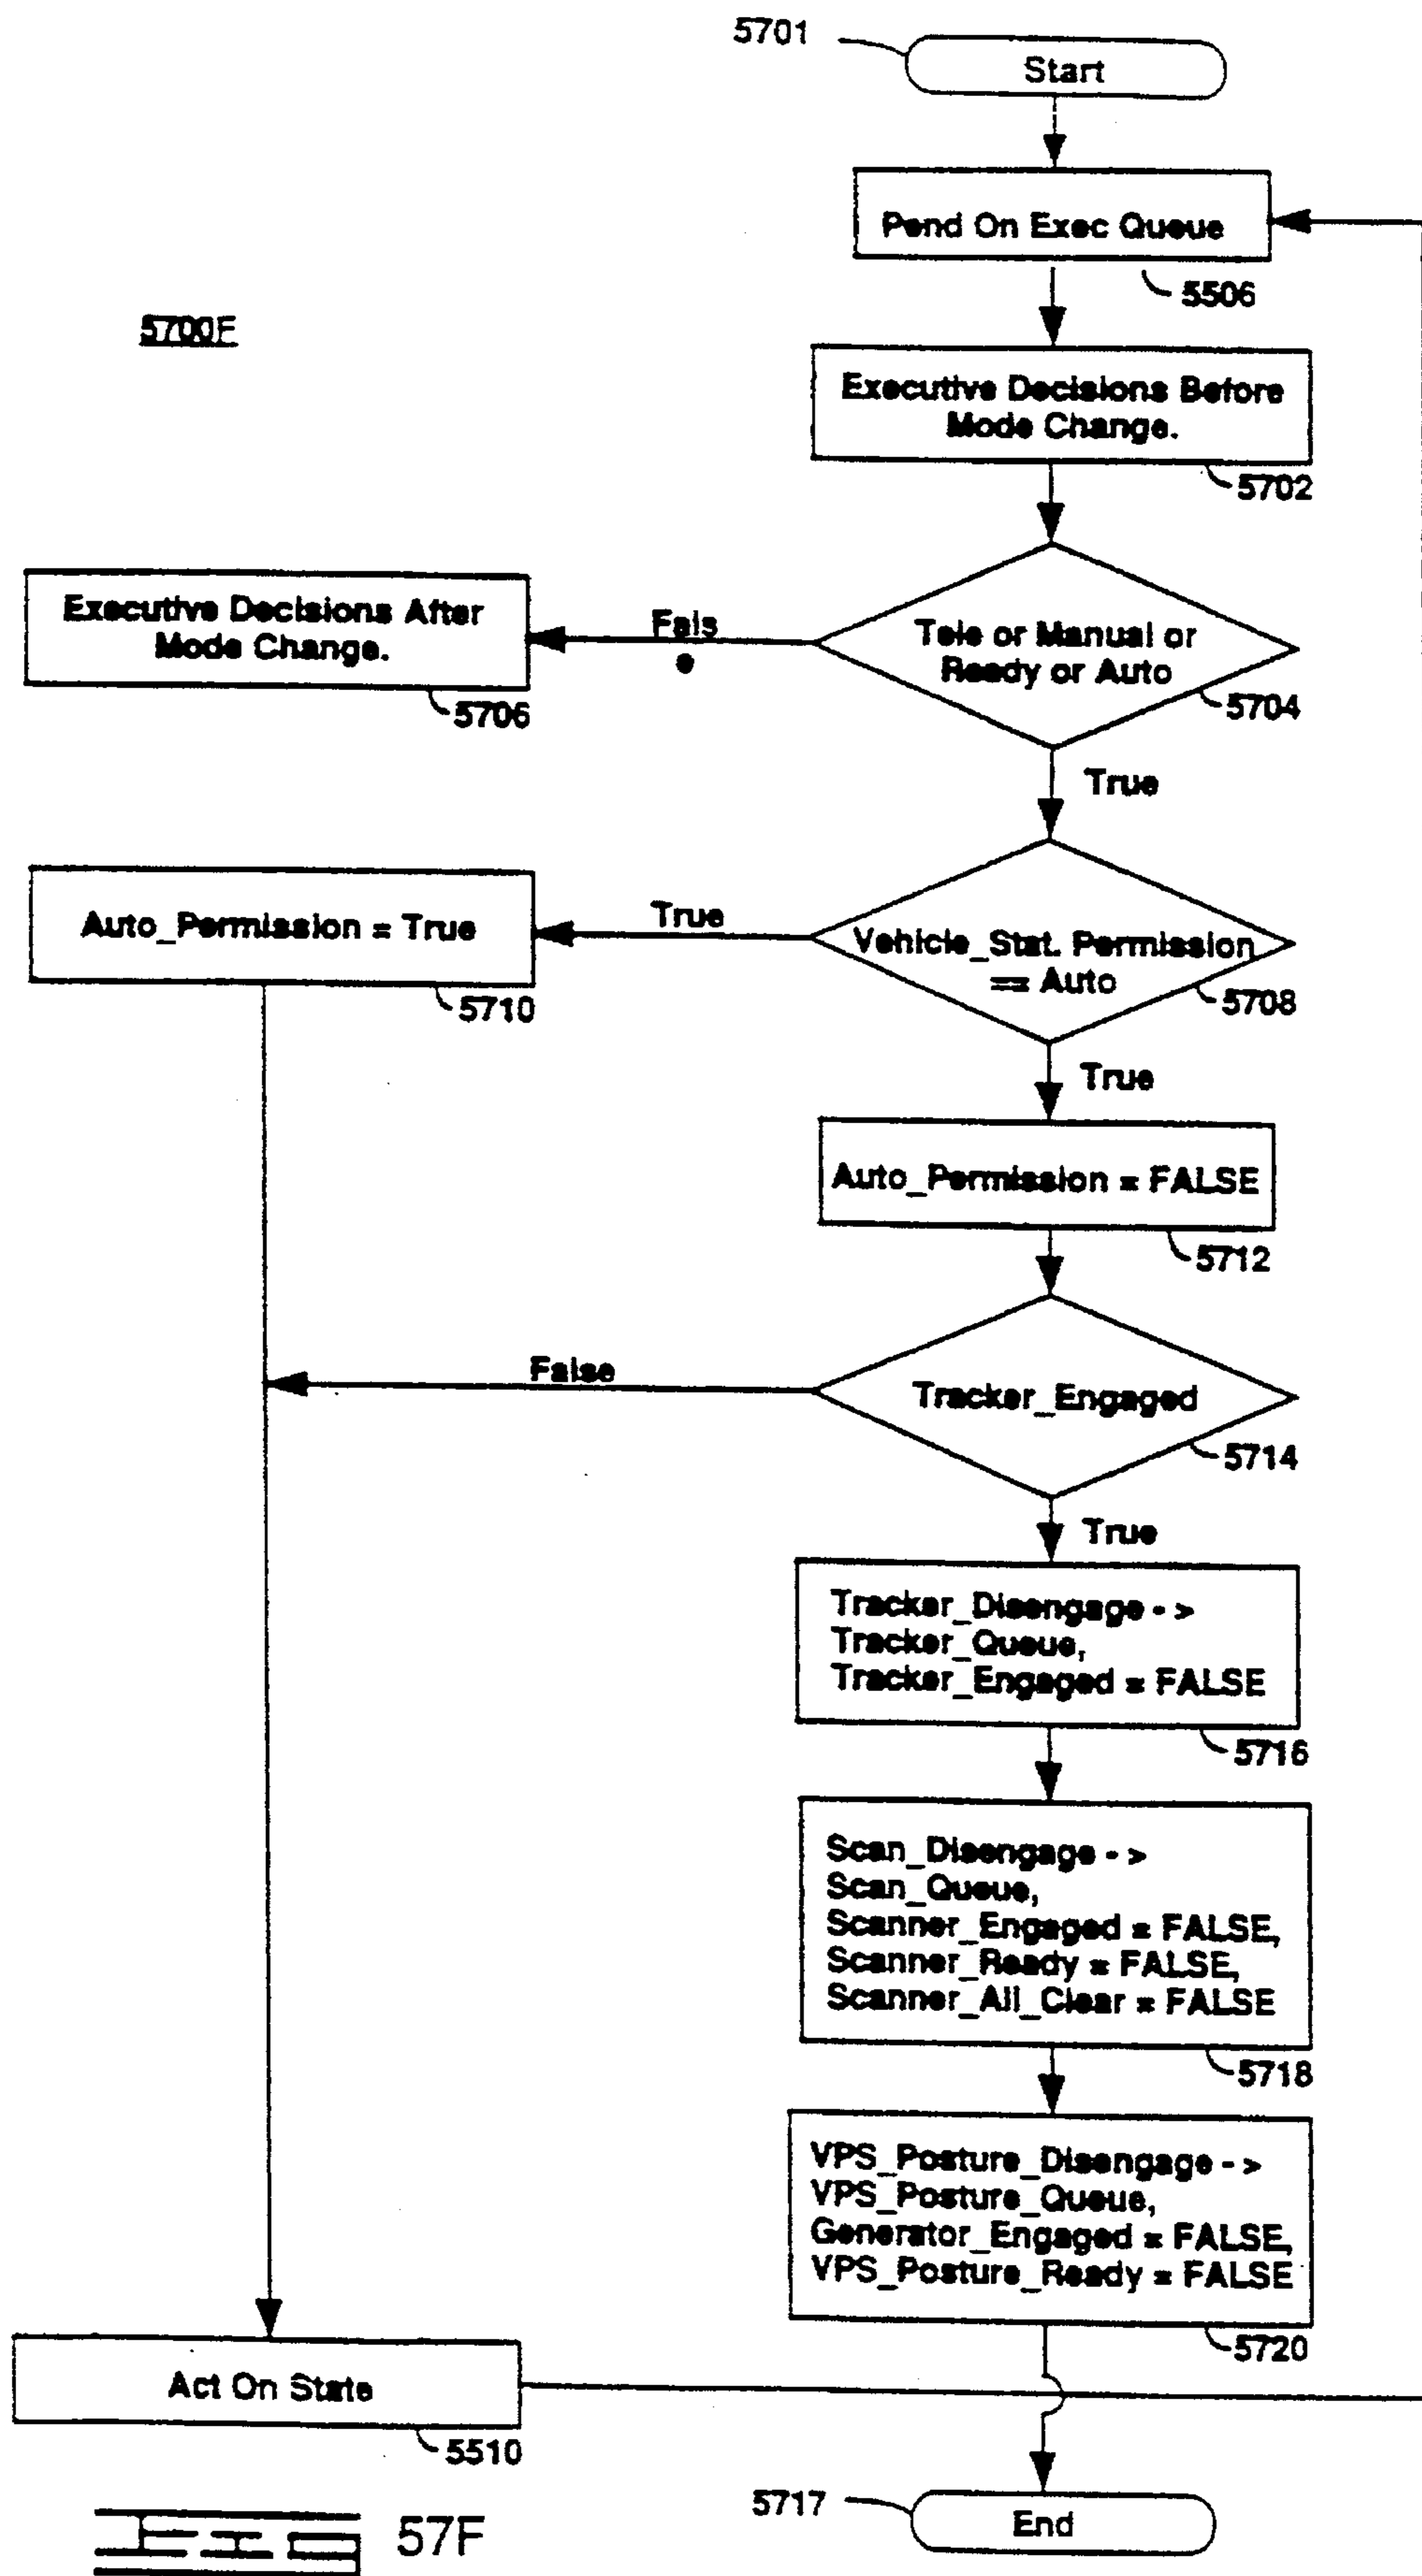 5701
Start
Pend On Exec Queue
5506
5700F
Executive Decisions Before
Mode Change.
5702
Executive Decisions After
Mode Change.
5706
Fals
e
Tele or Manual or
Ready or Auto
5704
True
Auto_Permission = True
5710
True
Vehicle_Stat. Permission
== Auto
5708
True
Auto_Permission = FALSE
5712
False
Tracker_Engaged
5714
True
Tracker_Disengage - >
Tracker_Queue,
Tracker_Engaged = FALSE
5716
Scan_Disengage - >
Scan_Queue,
Scanner_Engaged = FALSE,
Scanner_Ready = FALSE,
Scanner_All_Clear = FALSE
5718
VPS_Posture_Disengage - >
VPS_Posture_Queue,
Generator_Engaged = FALSE,
VPS_Posture_Ready = FALSE
5720
Act On State
5510
5717
End
57F